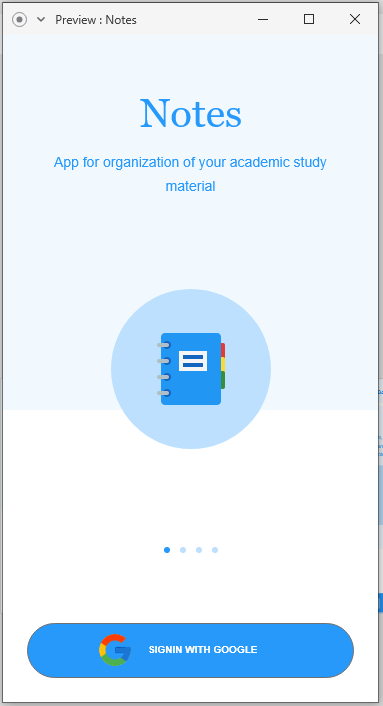 Preview : Notes
Notes
App for organization of your academic study
material
SIGNIN WITH GOOGLE